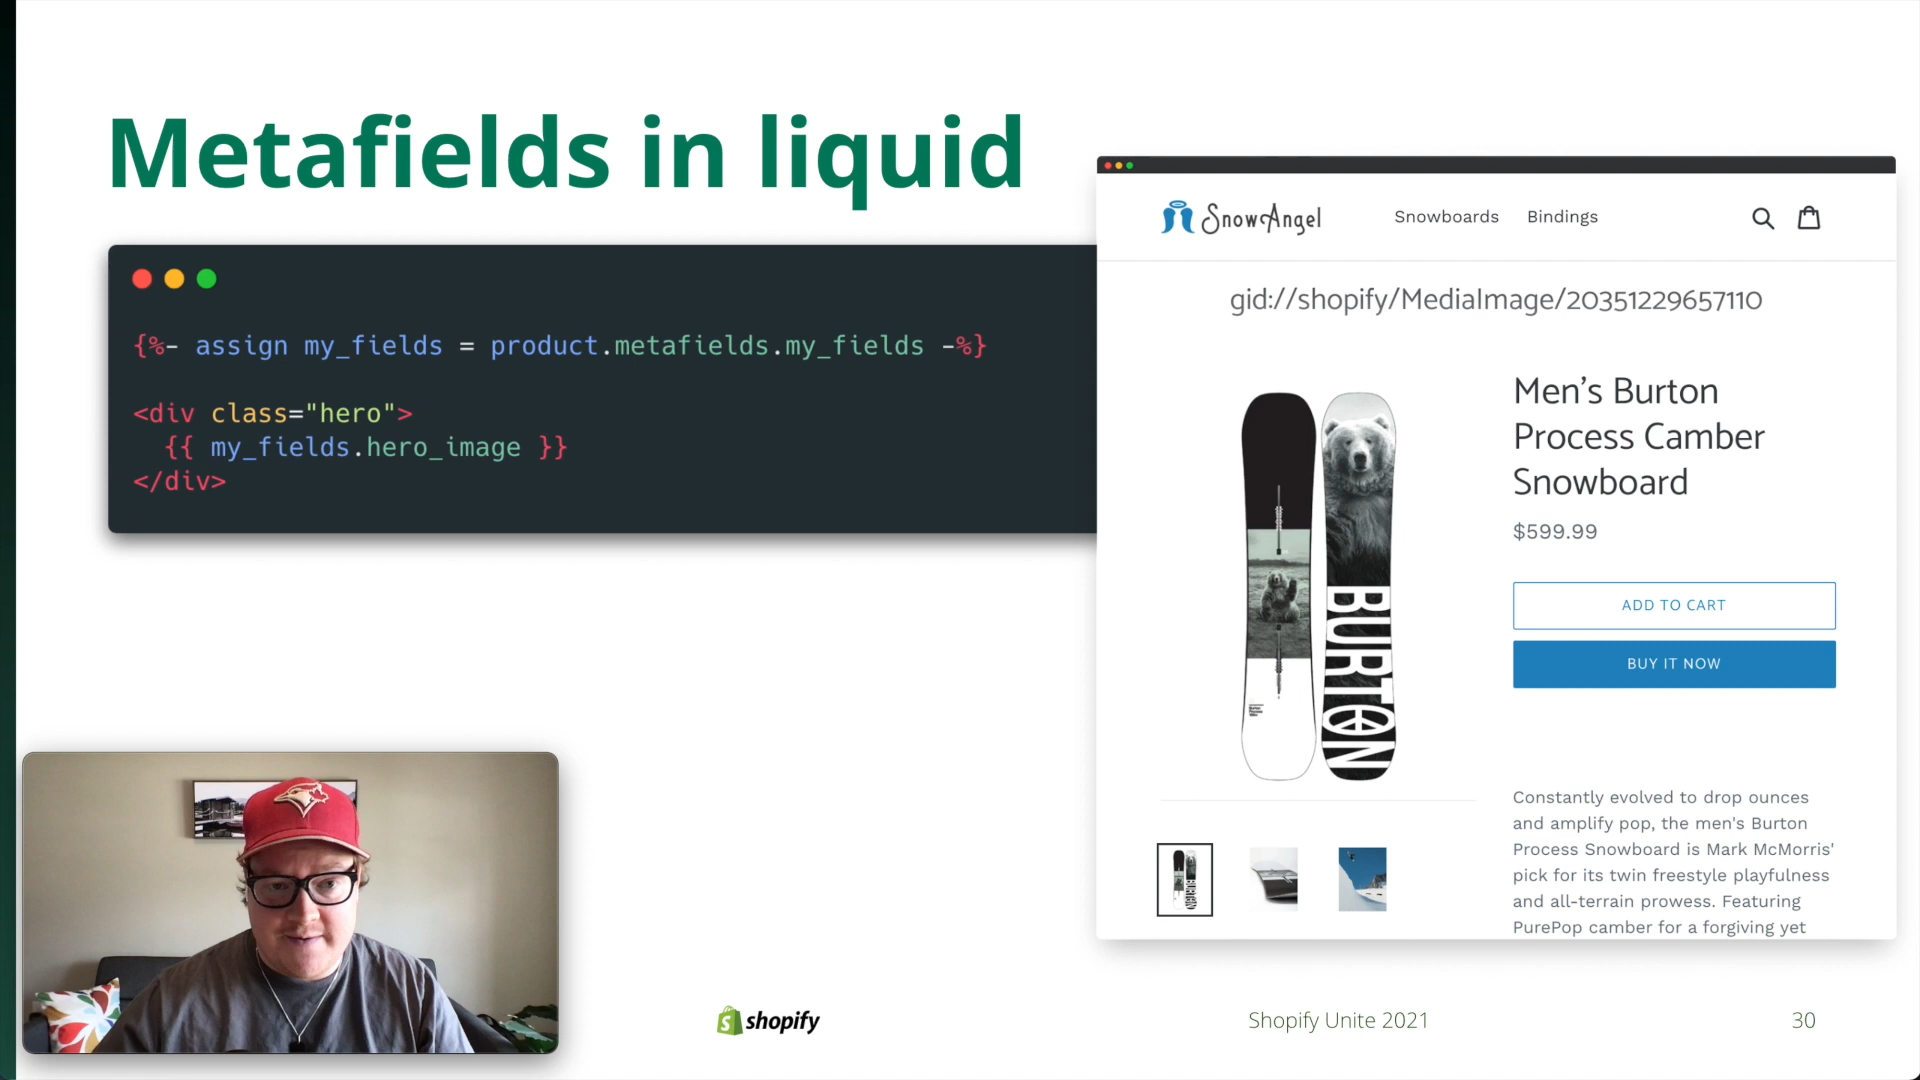 Metafields in liquid
{%- assign my_fields = product.metafields.my_fields -%}
<div class="hero">
{{ my_fields.hero_image }}
</div>
SnowAngel
Snowboards
Bindings
gid://shopify/MediaImage/20351229657110
Men's Burton
Process Camber
Snowboard
$599.99
ADD TO CART
BUY IT NOW
BURTON
Constantly evolved to drop ounces
and amplify pop, the men's Burton
Process Snowboard is Mark McMorris'
pick for its twin freestyle playfulness
and all-terrain prowess. Featuring
PurePop camber for a forgiving yet
BURTON
shopify
Shopify Unite 2021
30